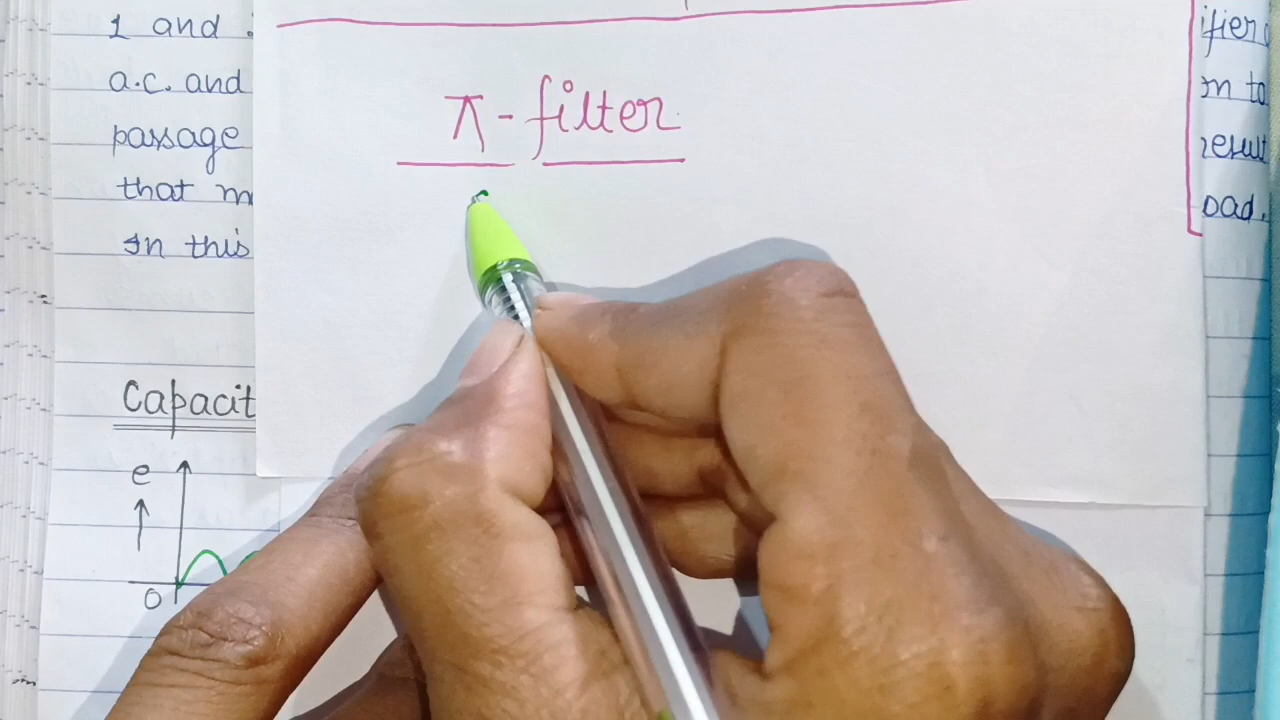 1 and
a.c. and
passage
that
In this
π-filter
Capacit
e
0
ifier
m to
result
oad.